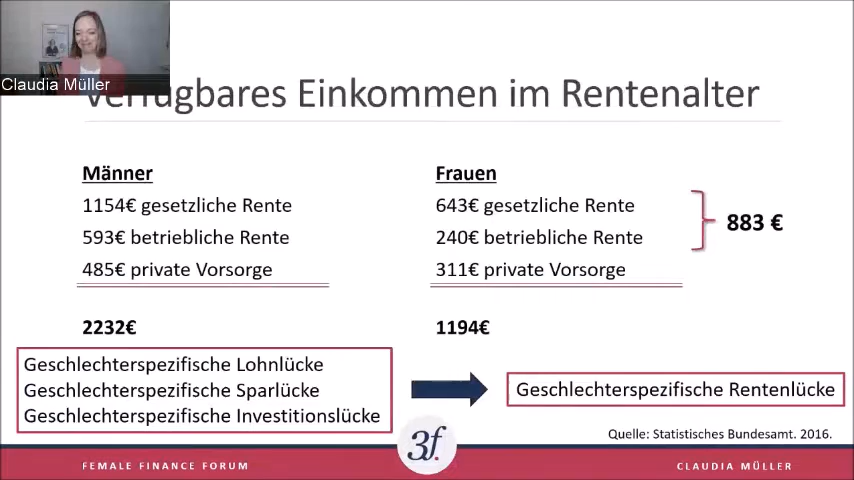 Claudia Müller
Verfügbares Einkommen im Rentenalter
Männer
1154€ gesetzliche Rente
593€ betriebliche Rente
485€ private Vorsorge
2232€
Frauen
643€ gesetzliche Rente
240€ betriebliche Rente
311€ private Vorsorge
1194€
883 €
Geschlechterspezifische Lohnlücke
Geschlechterspezifische Sparlücke
Geschlechterspezifische Investitionslücke
Geschlechterspezifische Rentenlücke
Quelle: Statistisches Bundesamt. 2016.
FEMALE FINANCE FORUM
3f.
CLAUDIA MÜLLER